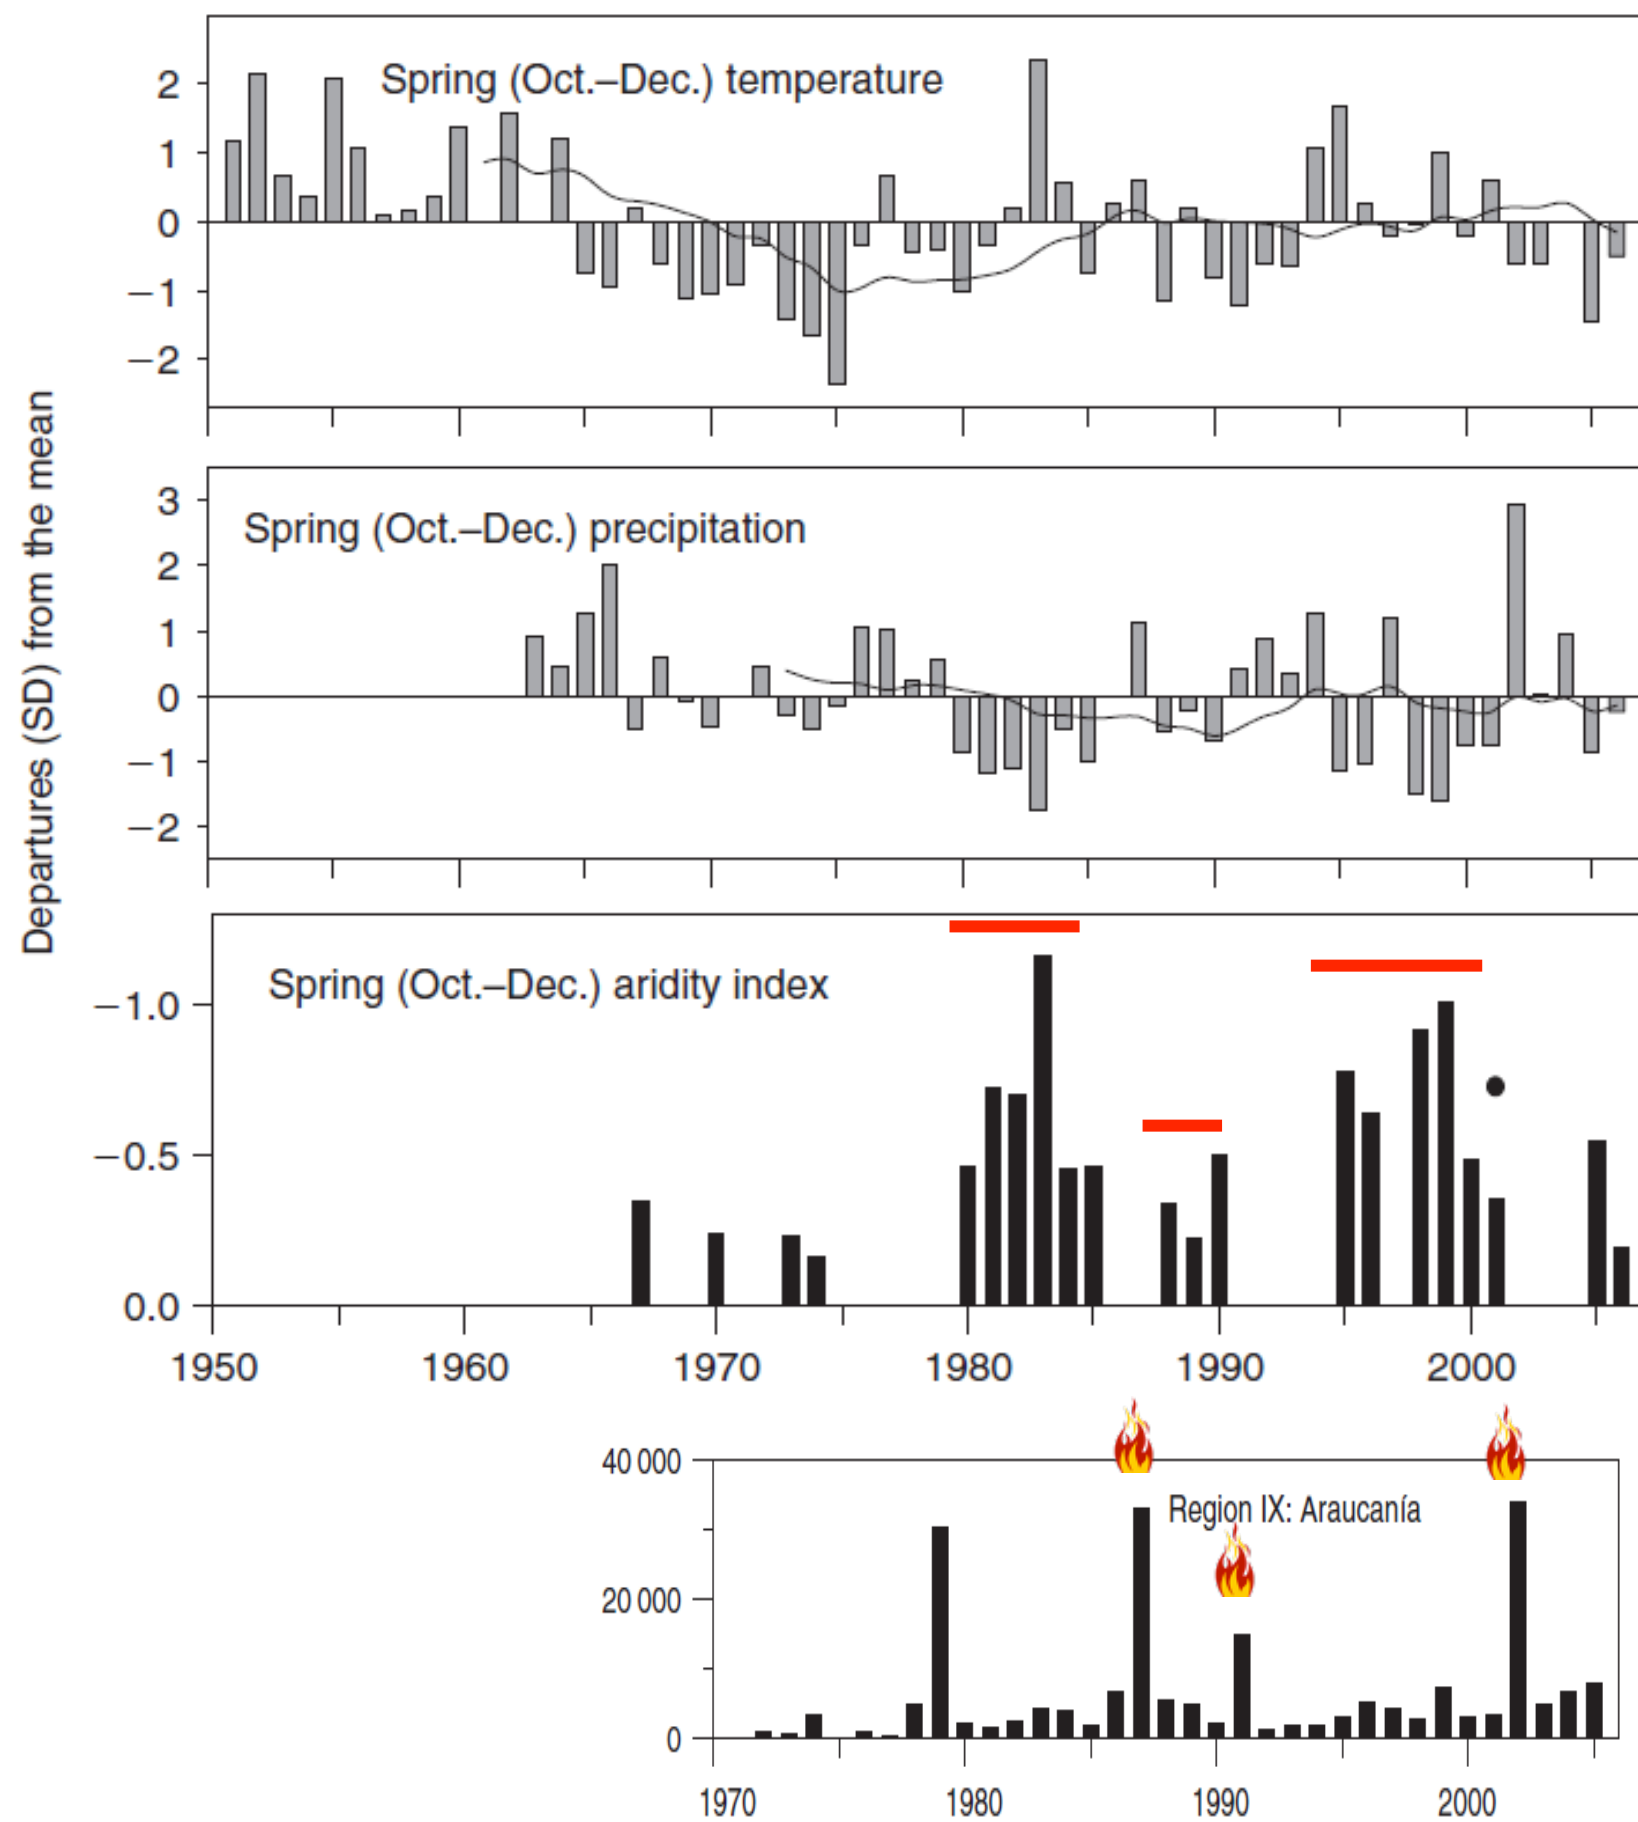 Departures (SD) from the mean
Spring (Oct.–Dec.) temperature
2
1
0
−1
−2
Spring (Oct.–Dec.) precipitation
3
2
1
0
−1
−2
Spring (Oct.–Dec.) aridity index
−1.0
−0.5
0.0
1950 1960 1970 1980 1990 2000
40 000
Region IX: Araucanía
20 000
0
1970 1980 1990 2000